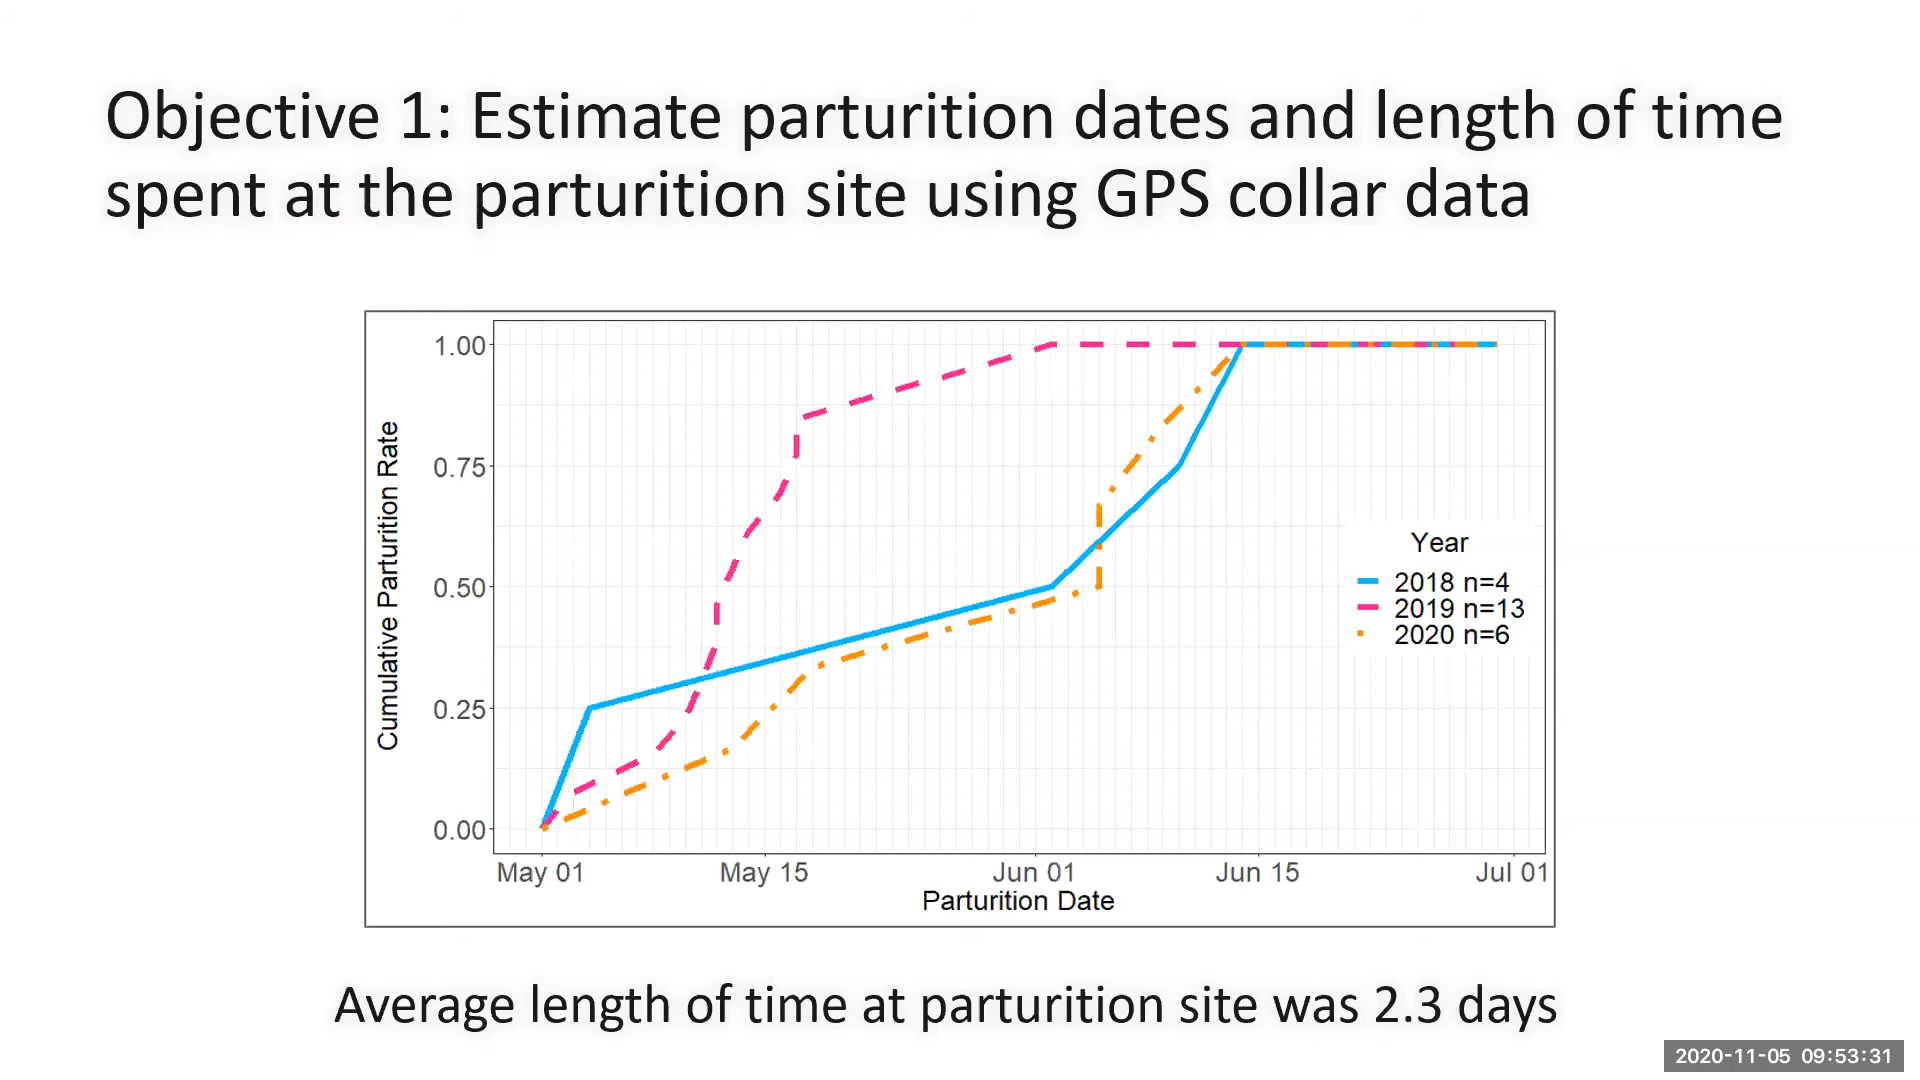 Objective 1: Estimate parturition dates and length of time
spent at the parturition site using GPS collar data
Cumulative Parturition Rate
1.00
0.75
0.50
0.25
0.00
Year
2018 n=4
2019 n=13
2020 n=6
May 01
May 15
Jun 01
Jun 15
Jul 01
Parturition Date
Average length of time at parturition site was 2.3 days
2020-11-05 09:53:31